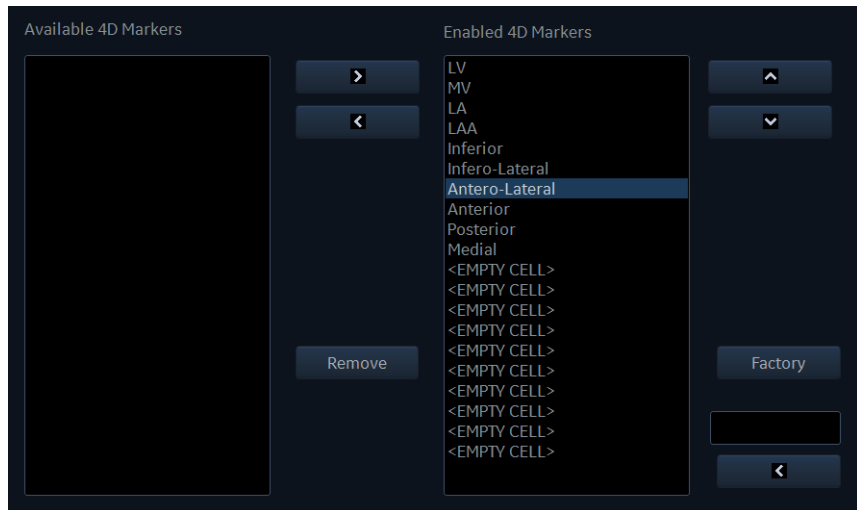 Available 4D Markers
Enabled 4D Markers
LV
MV
LA
LAA
Inferior
Infero-Lateral
Antero-Lateral
Anterior
Posterior
Medial
<EMPTY CELL>
<EMPTY CELL>
<EMPTY CELL>
<EMPTY CELL>
<EMPTY CELL>
<EMPTY CELL>
<EMPTY CELL>
<EMPTY CELL>
<EMPTY CELL>
<EMPTY CELL>
Remove
Factory